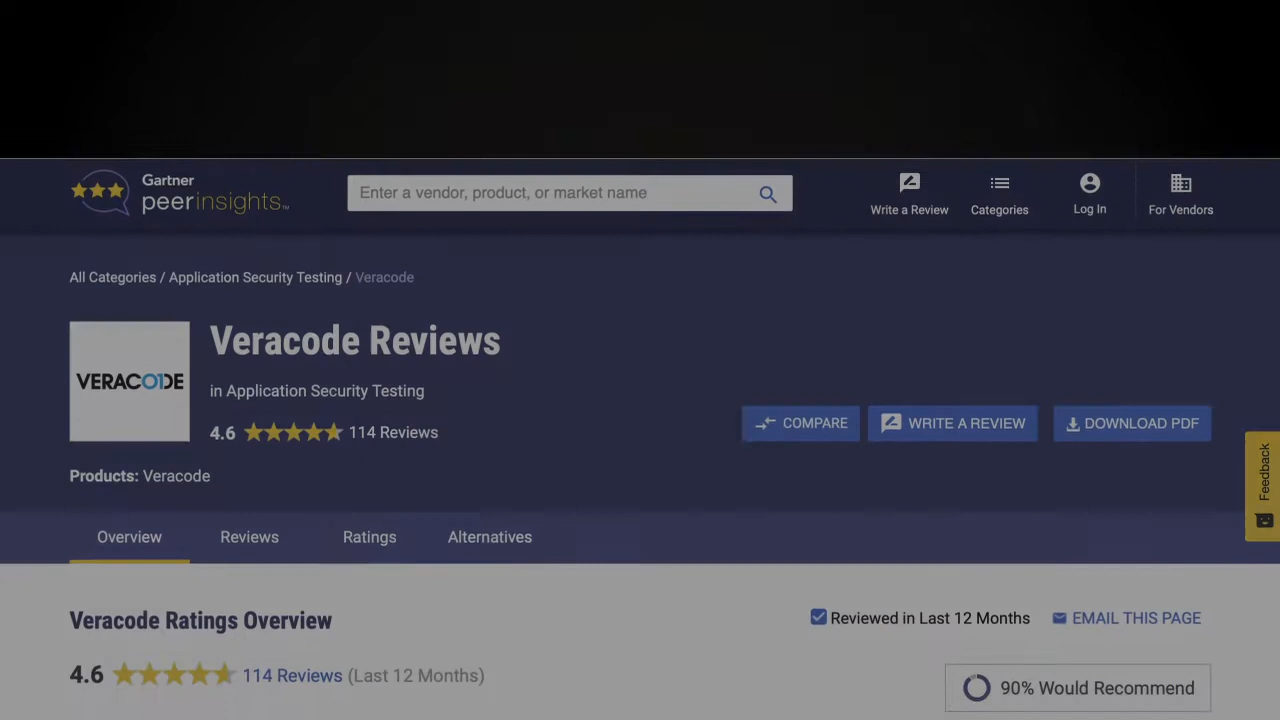 Gartner
peerinsights™
Enter a vendor, product, or market name
Write a Review
Categories
Log In
For Vendors
All Categories / Application Security Testing / Veracode
VERACODE
Veracode Reviews
in Application Security Testing
4.6 114 Reviews
COMPARE
WRITE A REVIEW
DOWNLOAD PDF
Products: Veracode
Feedback
Overview
Reviews
Ratings
Alternatives
Veracode Ratings Overview
Reviewed in Last 12 Months
EMAIL THIS PAGE
4.6 114 Reviews (Last 12 Months)
90% Would Recommend